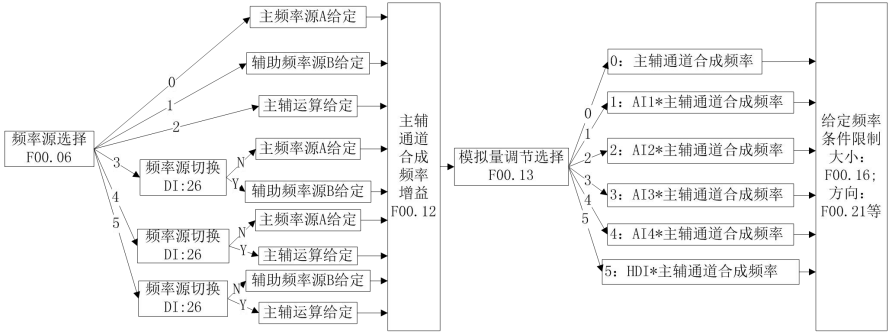 频率源选择
F00.06
0
1
2
3
4
5
主频率源A给定
辅助频率源B给定
主辅运算给定
频率源切换
DI:26
N
Y
主频率源A给定
辅助频率源B给定
频率源切换
DI:26
N
Y
主频率源A给定
主辅运算给定
频率源切换
DI:26
N
Y
辅助频率源B给定
主辅运算给定
主辅
通道
合成
频率
增益
F00.12
模拟量调节选择
F00.13
0
1
2
3
4
5
0: 主辅通道合成频率
1: AI1*主辅通道合成频率
2: AI2*主辅通道合成频率
3: AI3*主辅通道合成频率
4: AI4*主辅通道合成频率
5: HDI*主辅通道合成频率
给定频率
条件限制
大小:
F00.16;
方向:
F00.21等